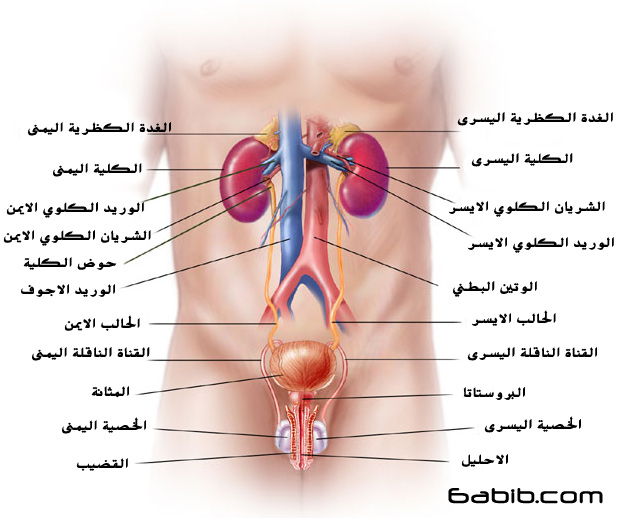 الغدة الكظرية اليسرى
الغدة الكظرية اليمنى
الكلية اليسرى
الكلية اليمنى
الشريان الكلوي الايسر
الوريد الكلوي الايمن
الوريد الكلوي الايسر
الشريان الكلوي الايمن
حوض الكلية
الوتين البطني
الوريد الاجوف
الحالب الايسر
الحالب الايمن
القناة الناقلة اليسرى
القناة الناقلة اليمنى
البروستاتا
المثانة
الخصية اليسرى
الخصية اليمنى
الاحليل
القضيب
6abib.com